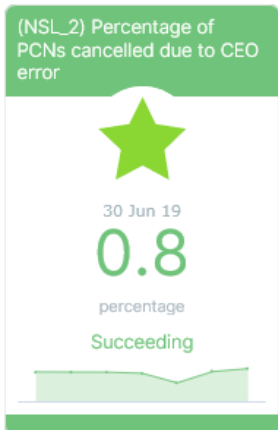 (NSL_2) Percentage of
PCNs cancelled due to CEO
error
30 Jun 19
0.8
percentage
Succeeding